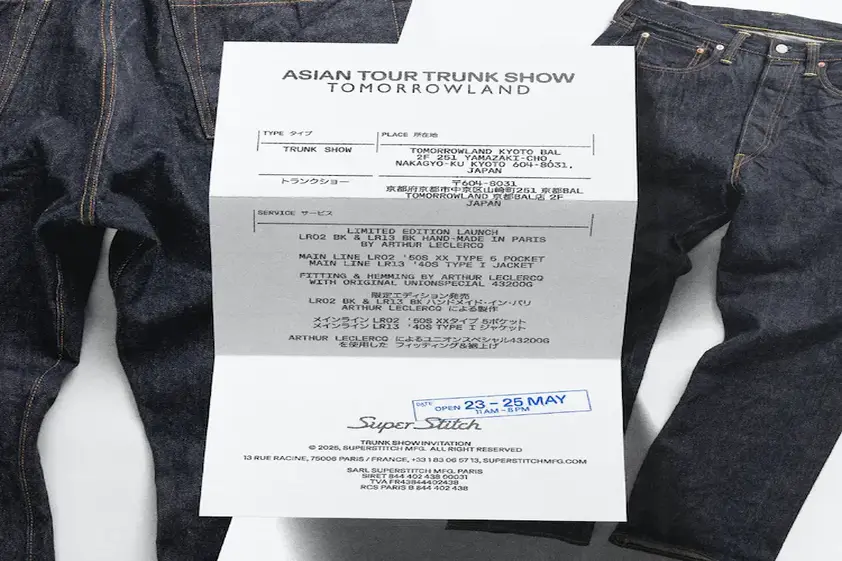 ASIAN TOUR TRUNK SHOW
TOMORROWLAND
TYPE タイプ
TRUNK SHOW
トランクショー
PLACE 所在地
TOMORROWLAND KYOTO BAL
2F 251 YAMAZAKI-CHO,
NAKAGYO-KU KYOTO 604-8031,
JAPAN
〒604-8031
京都府京都市中京区山崎町251 京都BAL
TOMORROWLAND 京都BAL店 2F
JAPAN
SERVICE サービス
LIMITED EDITION LAUNCH
LR02 BK & LR13 BK HAND-MADE IN PARIS
BY ARTHUR LECLERCQ
MAIN LINE LR02 '50S XX TYPE 5 POCKET
MAIN LINE LR13 '40S TYPE I JACKET
FITTING & HEMMING BY ARTHUR LECLERCQ
WITH ORIGINAL UNIONSPECIAL 43200G
限定エディション発売
LR02 BK & LR13 BK ハンドメイド・イン・パリ
ARTHUR LECLERCQ による製作
メインライン LR02 '50S XXタイプ 5ポケット
メインライン LR13 '40S TYPE I ジャケット
ARTHUR LECLERCQ によるユニオンスペシャル43200G
を使用した フィッティング&裾上げ
DATE
OPEN 23 – 25 MAY
11 AM – 8 PM
Super Stitch
TRUNK SHOW INVITATION
© 2025, SUPERSTITCH MFG. ALL RIGHT RESERVED
13 RUE RACINE, 75006 PARIS / FRANCE, +33 1 83 06 57 13, SUPERSTITCHMFG.COM
SARL SUPERSTITCH MFG. PARIS
SIRET 844 402 438 00031
TVA FR43844402438
RCS PARIS B 844 402 438